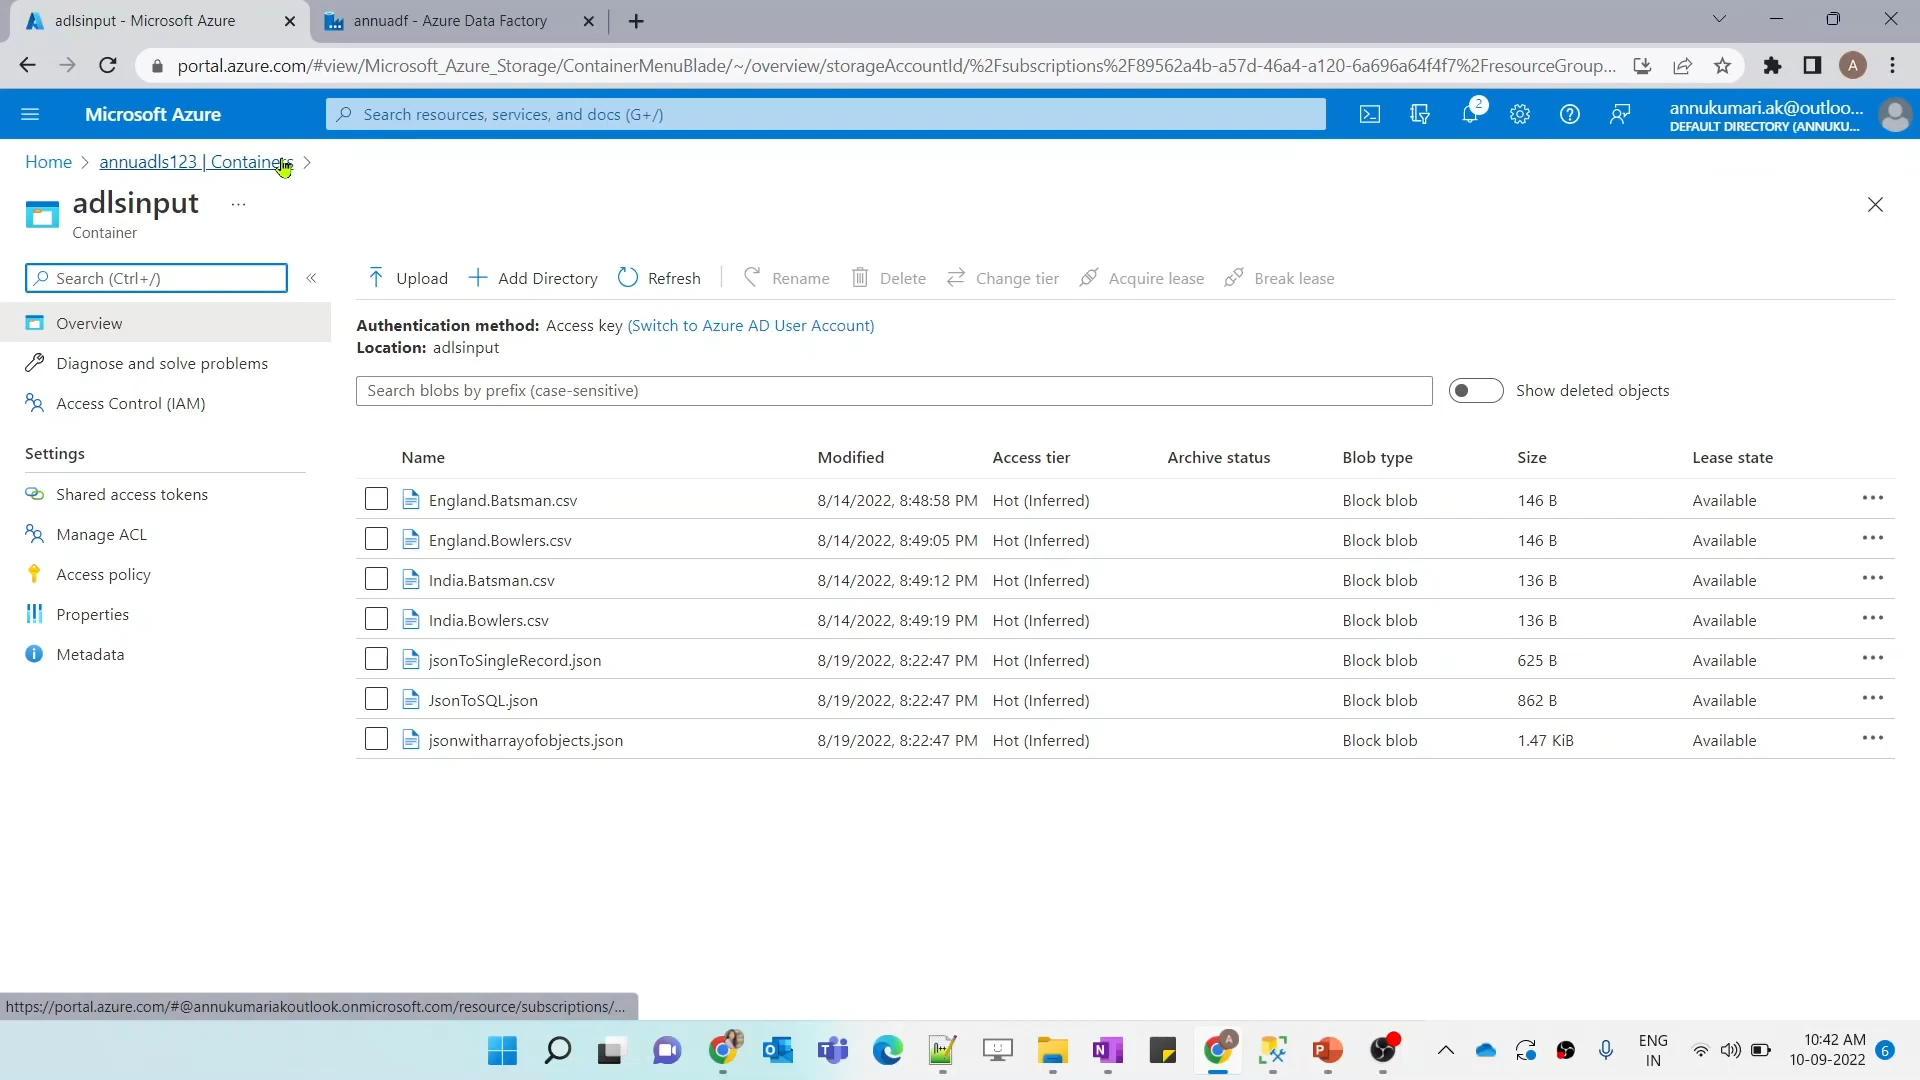 adlsinput - Microsoft Azure
annuadf - Azure Data Factory
portal.azure.com/#view/Microsoft_Azure_Storage/ContainerMenuBlade/~/overview/storageAccountId/%2Fsubscriptions%2F89562a4b-a57d-46a4-a120-6a696a64f4f7%2FresourceGroup...
A
Microsoft Azure
Search resources, services, and docs (G+/)
2
annukumari.ak@outloo...
DEFAULT DIRECTORY (ANNUKU...
Home > annuadls123 | Containers >
adlsinput ...
Container
Search (Ctrl+/)
«
Upload Add Directory Refresh Rename Delete Change tier Acquire lease Break lease
Overview
Diagnose and solve problems
Access Control (IAM)
Settings
Shared access tokens
Manage ACL
Access policy
Properties
Metadata
Authentication method: Access key (Switch to Azure AD User Account)
Location: adlsinput
Search blobs by prefix (case-sensitive)
Show deleted objects
Name Modified Access tier Archive status Blob type Size Lease state
England.Batsman.csv 8/14/2022, 8:48:58 PM Hot (Inferred) Block blob 146 B Available ...
England.Bowlers.csv 8/14/2022, 8:49:05 PM Hot (Inferred) Block blob 146 B Available ...
India.Batsman.csv 8/14/2022, 8:49:12 PM Hot (Inferred) Block blob 136 B Available ...
India.Bowlers.csv 8/14/2022, 8:49:19 PM Hot (Inferred) Block blob 136 B Available ...
jsonToSingleRecord.json 8/19/2022, 8:22:47 PM Hot (Inferred) Block blob 625 B Available ...
JsonToSQL.json 8/19/2022, 8:22:47 PM Hot (Inferred) Block blob 862 B Available ...
jsonwitharrayofobjects.json 8/19/2022, 8:22:47 PM Hot (Inferred) Block blob 1.47 KiB Available ...
https://portal.azure.com/#@annukumariakoutlook.onmicrosoft.com/resource/subscriptions/...
ENG
IN
10:42 AM
10-09-2022
6